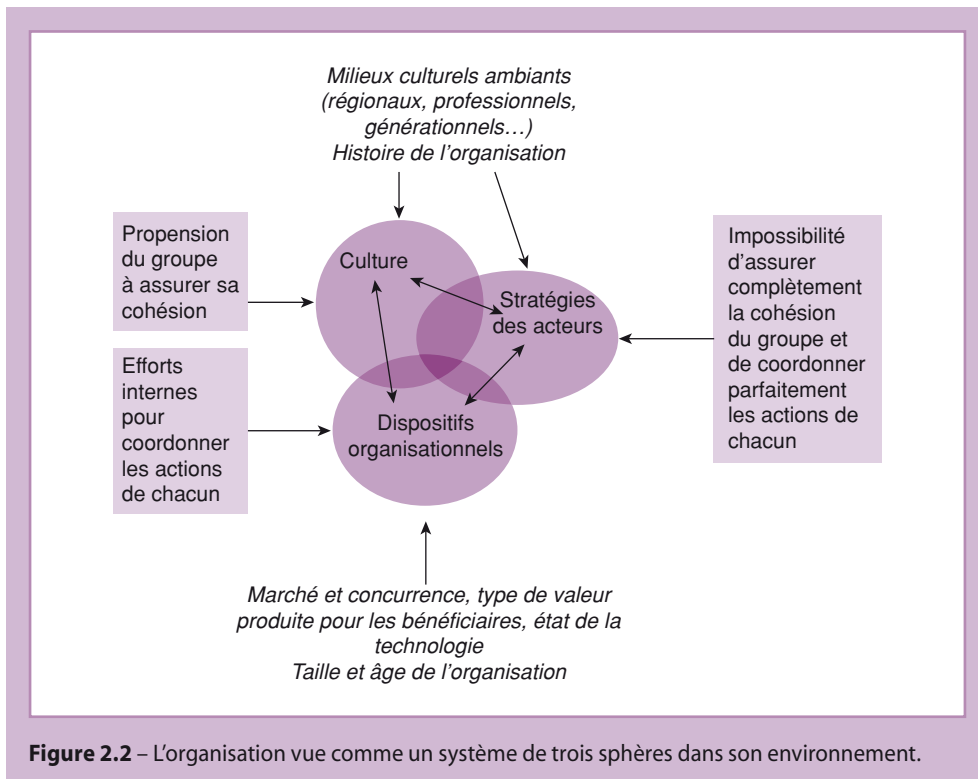 Milieux culturels ambiants
(régionaux, professionnels,
générationnels…)
Histoire de l'organisation
Propension
du groupe
à assurer sa
cohésion
Culture
Stratégies
des acteurs
Impossibilité
d'assurer
complètement
la cohésion
du groupe et
de coordonner
parfaitement
les actions de
chacun
Efforts
internes
pour
coordonner
les actions
de chacun
Dispositifs
organisationnels
Marché et concurrence, type de valeur
produite pour les bénéficiaires, état de la
technologie
Taille et âge de l'organisation
Figure 2.2 – L'organisation vue comme un système de trois sphères dans son environnement.